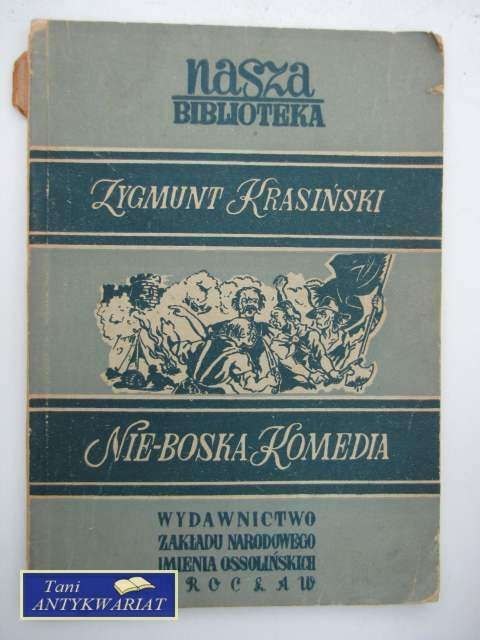 nasza
BIBLIOTEKA
ZYGMUNT KRASIŃSKI
NIE-BOSKA KOMEDIA
WYDAWNICTWO
ZAKŁADU NARODOWEGO
IMIENIA OSSOLIŃSKICH
ROCŁAW
Tani
ANTYKWARIAT